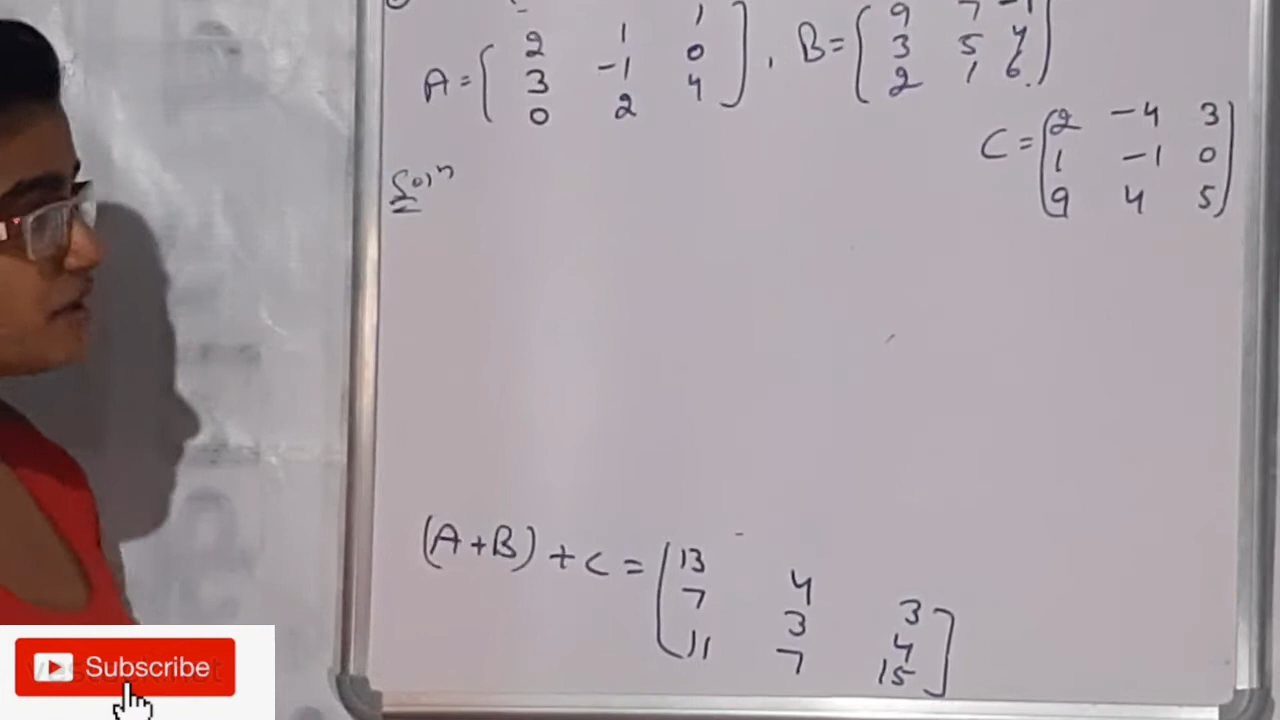 A = [ 2 1 1
3 -1 0
0 2 4 ] , B = [ 9 7 -1
3 5 4
2 1 6 ]
C = [ 2 -4 3
1 -1 0
9 4 5 ]
Soln
(A+B) + C = [ 13 4 3
7 3 4
11 7 15 ]
Subscribe